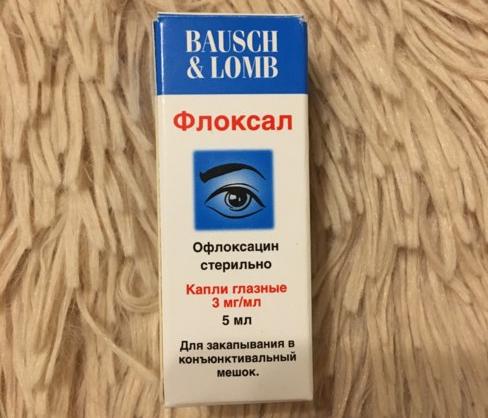 BAUSCH
& LOMB
Флоксал
Офлоксацин
стерильно
Капли глазные
3 мг/мл
5 мл
Для закапывания в
конъюнктивальный
мешок.